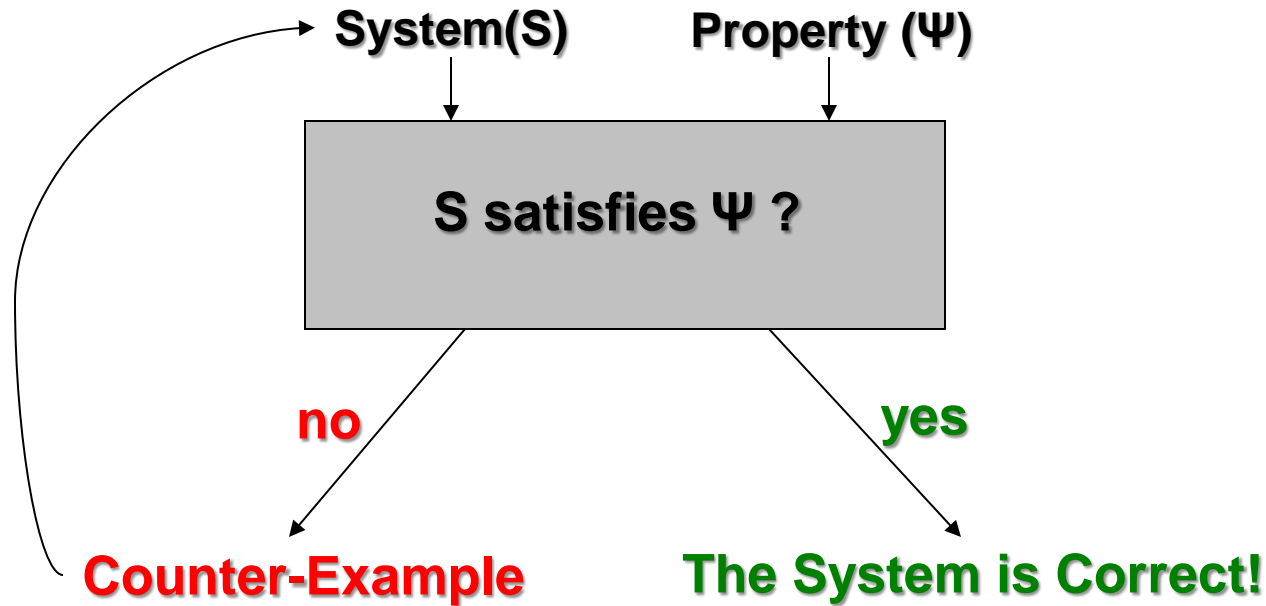 System(S)
Property (Ψ)
S satisfies Ψ ?
no
yes
Counter-Example
The System is Correct!